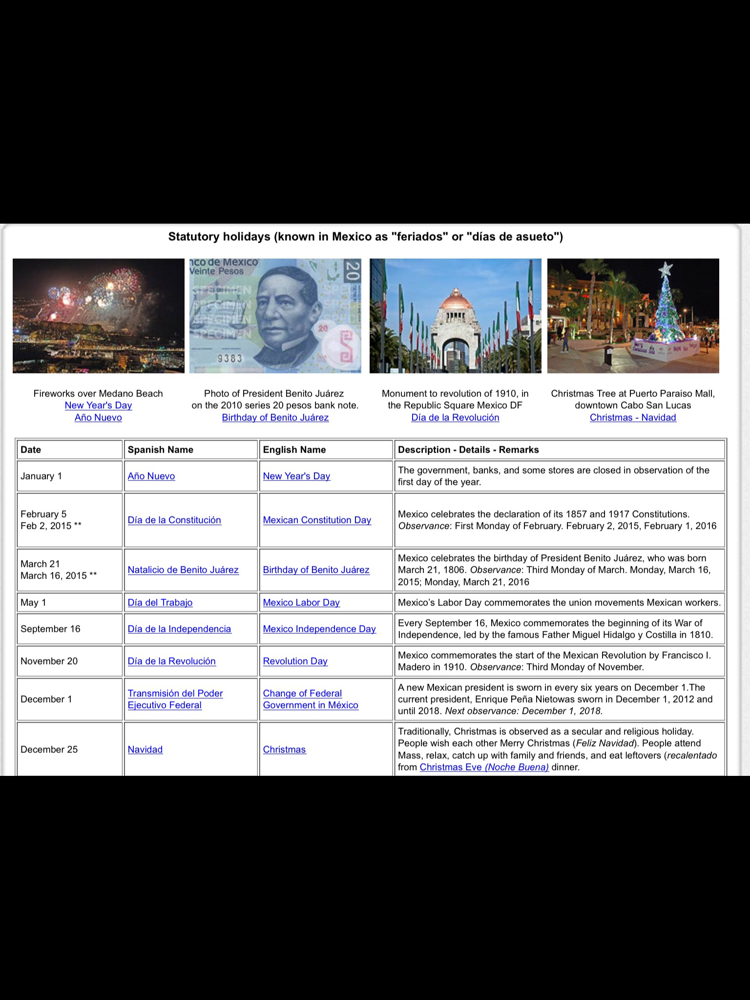 Statutory holidays (known in Mexico as "feriados" or "días de asueto")
nco de México
Veinte Pesos
20
SPECIMEN
SPECIMEN
SPECIMEN
SPECIMEN
20
9383
Fireworks over Medano Beach
New Year's Day
Año Nuevo
Photo of President Benito Juárez
on the 2010 series 20 pesos bank note.
Birthday of Benito Juárez
Monument to revolution of 1910, in
the Republic Square Mexico DF
Día de la Revolución
Christmas Tree at Puerto Paraiso Mall,
downtown Cabo San Lucas
Christmas - Navidad
Date
Spanish Name
English Name
Description - Details - Remarks
January 1
Año Nuevo
New Year's Day
The government, banks, and some stores are closed in observation of the
first day of the year.
February 5
Feb 2, 2015 **
Día de la Constitución
Mexican Constitution Day
Mexico celebrates the declaration of its 1857 and 1917 Constitutions.
Observance: First Monday of February. February 2, 2015, February 1, 2016
March 21
March 16, 2015 **
Natalicio de Benito Juárez
Birthday of Benito Juárez
Mexico celebrates the birthday of President Benito Juárez, who was born
March 21, 1806. Observance: Third Monday of March. Monday, March 16,
2015; Monday, March 21, 2016
May 1
Día del Trabajo
Mexico Labor Day
Mexico’s Labor Day commemorates the union movements Mexican workers.
September 16
Día de la Independencia
Mexico Independence Day
Every September 16, Mexico commemorates the beginning of its War of
Independence, led by the famous Father Miguel Hidalgo y Costilla in 1810.
November 20
Día de la Revolución
Revolution Day
Mexico commemorates the start of the Mexican Revolution by Francisco I.
Madero in 1910. Observance: Third Monday of November.
December 1
Transmisión del Poder
Ejecutivo Federal
Change of Federal
Government in México
A new Mexican president is sworn in every six years on December 1.The
current president, Enrique Peña Nietowas sworn in December 1, 2012 and
until 2018. Next observance: December 1, 2018.
December 25
Navidad
Christmas
Traditionally, Christmas is observed as a secular and religious holiday.
People wish each other Merry Christmas (Feliz Navidad). People attend
Mass, relax, catch up with family and friends, and eat leftovers (recalentado
from Christmas Eve (Noche Buena) dinner.